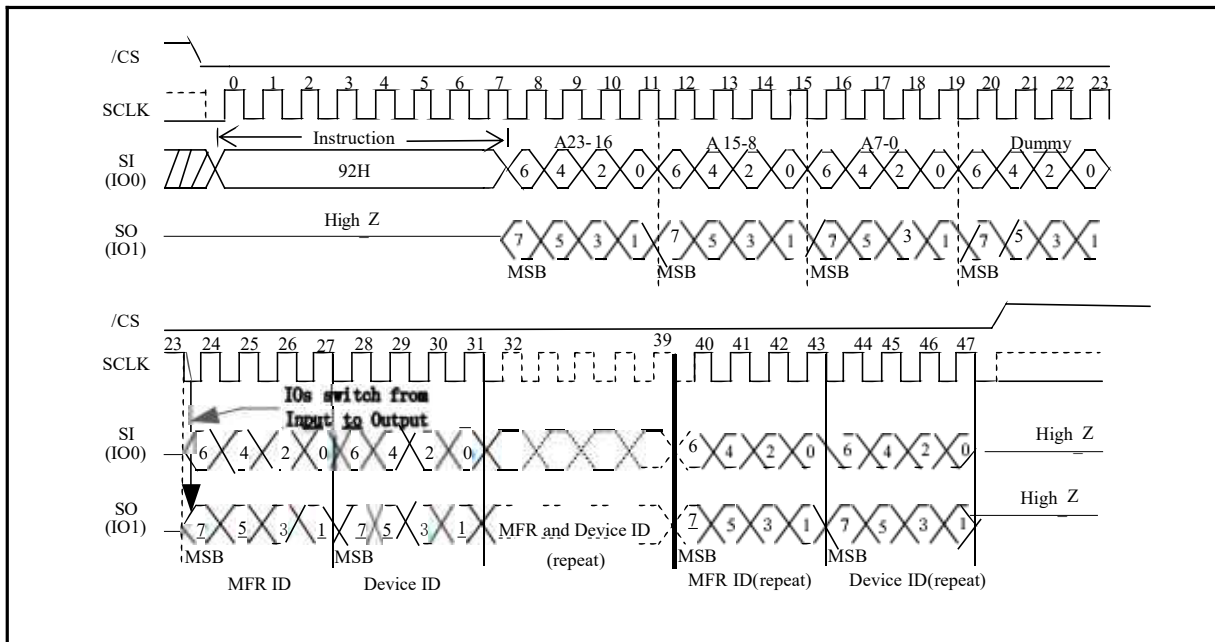 /CS
0 1 2 3 4 5 6 7 8 9 10 11 12 13 14 15 16 17 18 19 20 21 22 23
SCLK
Instruction A23-16 A 15-8 A7-0 Dummy
SI
(IO0)
92H 6 4 2 0 6 4 2 0 6 4 2 0 6 4 2 0
High_Z
SO
(IO1)
7 5 3 1 7 5 3 1 7 5 3 1 7 5 3 1
MSB MSB MSB MSB
/CS
23 24 25 26 27 28 29 30 31 32 39 40 41 42 43 44 45 46 47
SCLK
IOs switch from
Input to Output
SI
(IO0)
6 4 2 0 6 4 2 0 6 4 2 0 6 4 2 0 High_Z
SO
(IO1)
7 5 3 1 7 5 3 1 MFR and Device ID 7 5 3 1 7 5 3 1 High_Z
MSB MSB (repeat) MSB MSB
MFR ID Device ID MFR ID(repeat) Device ID(repeat)